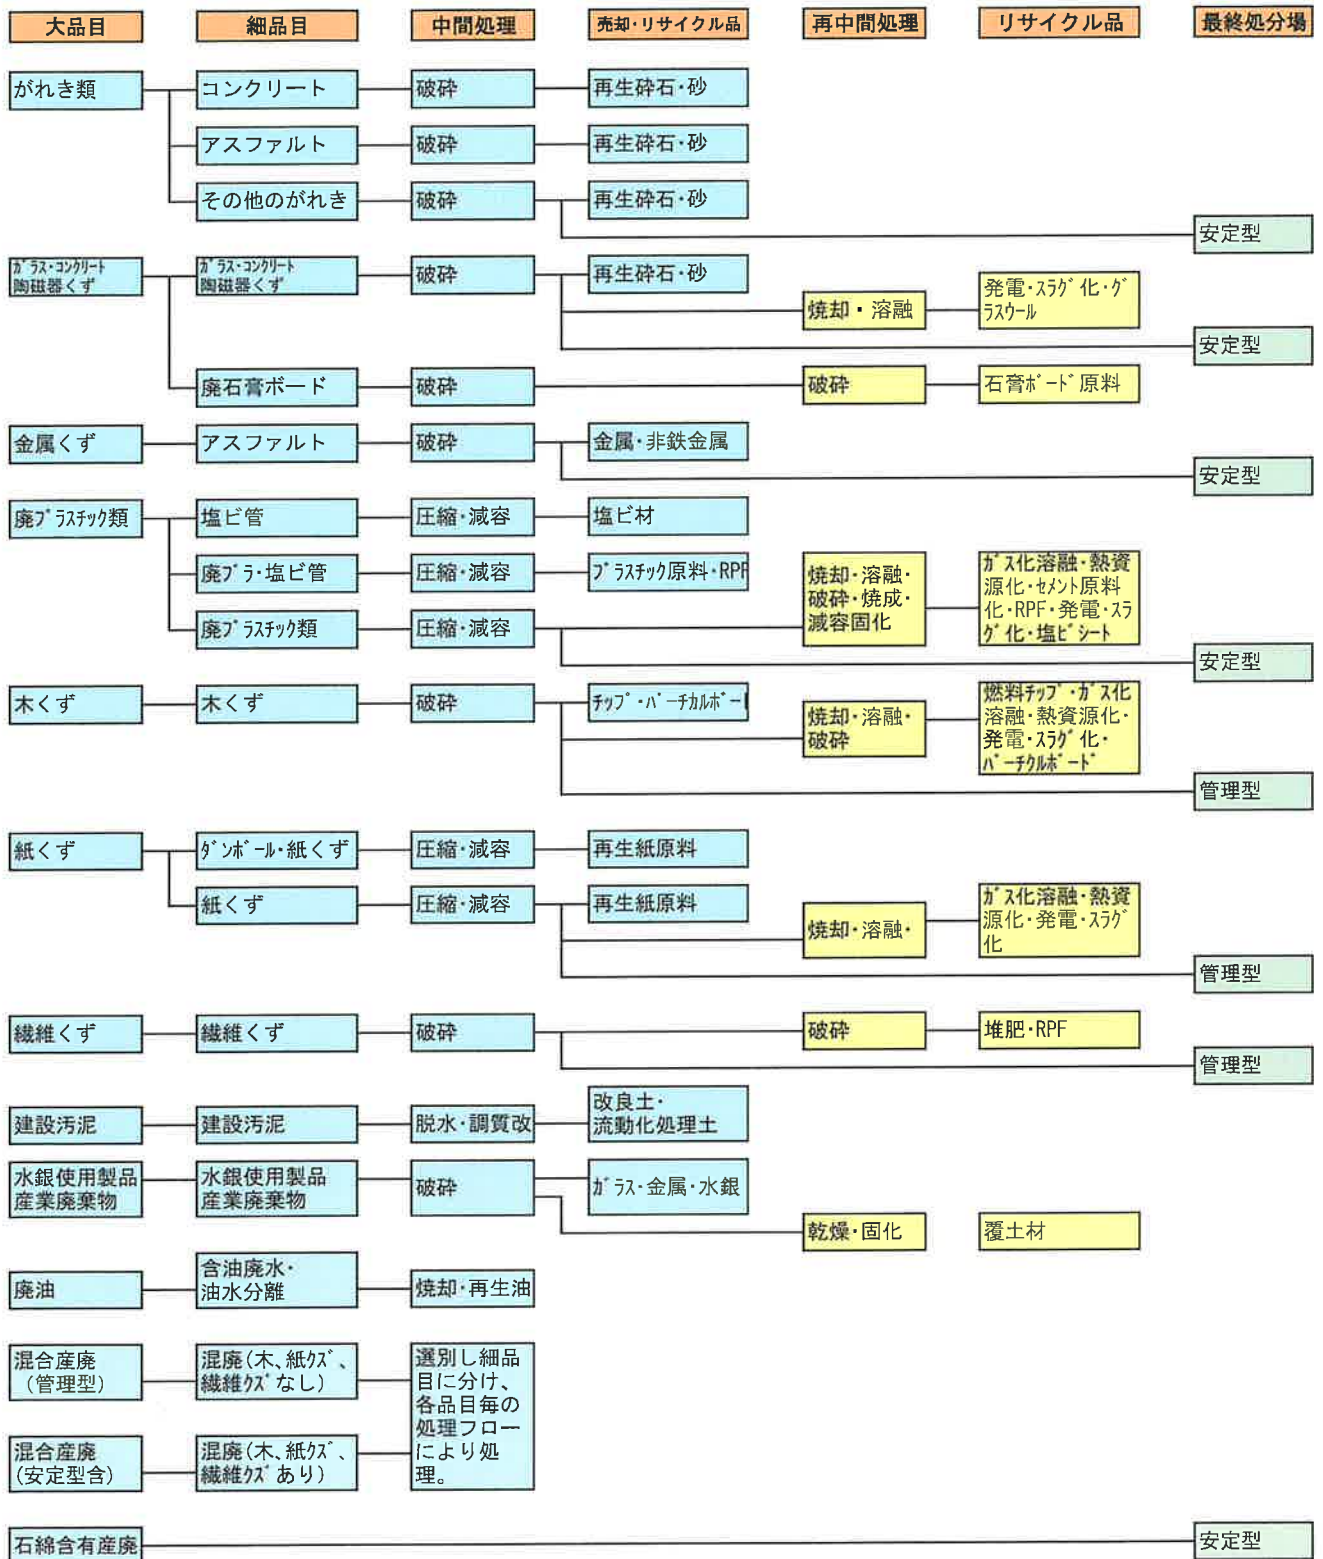 大品目
細品目
中間処理
売却・リサイクル品
再中間処理
リサイクル品
最終処分場
がれき類
コンクリート
破砕
再生砕石・砂
アスファルト
破砕
再生砕石・砂
その他のがれき
破砕
再生砕石・砂
安定型
ガラス・コンクリート
陶磁器くず
ガラス・コンクリート
陶磁器くず
破砕
再生砕石・砂
焼却・溶融
発電・スラグ化・グ
ラスウール
安定型
廃石膏ボード
破砕
破砕
石膏ボード原料
金属くず
アスファルト
破砕
金属・非鉄金属
安定型
廃プラスチック類
塩ビ管
圧縮・減容
塩ビ材
廃プラ・塩ビ管
圧縮・減容
プラスチック原料・RPF
廃プラスチック類
圧縮・減容
焼却・溶融・
破砕・焼成・
減容固化
ガス化溶融・熱資
源化・セメント原料
化・RPF・発電・スラ
グ化・塩ビシート
安定型
木くず
木くず
破砕
チップ・パーチカルボー
焼却・溶融・
破砕
燃料チップ・ガス化
溶融・熱資源化・
発電・スラグ化・
パーチクルボード
管理型
紙くず
ダンボール・紙くず
圧縮・減容
再生紙原料
紙くず
圧縮・減容
再生紙原料
焼却・溶融・
ガス化溶融・熱資
源化・発電・スラグ
化
管理型
繊維くず
繊維くず
破砕
破砕
堆肥・RPF
管理型
建設汚泥
建設汚泥
脱水・調質改
改良土・
流動化処理土
水銀使用製品
産業廃棄物
水銀使用製品
産業廃棄物
破砕
ガラス・金属・水銀
乾燥・固化
覆土材
廃油
含油廃水・
油水分離
焼却・再生油
混合産廃
（管理型）
混廃（木、紙クズ、
繊維クズなし）
選別し細品
目に分け、
各品目毎の
処理フロー
により処
理。
混合産廃
（安定型含）
混廃（木、紙クズ、
繊維クズあり）
石綿含有産廃
安定型